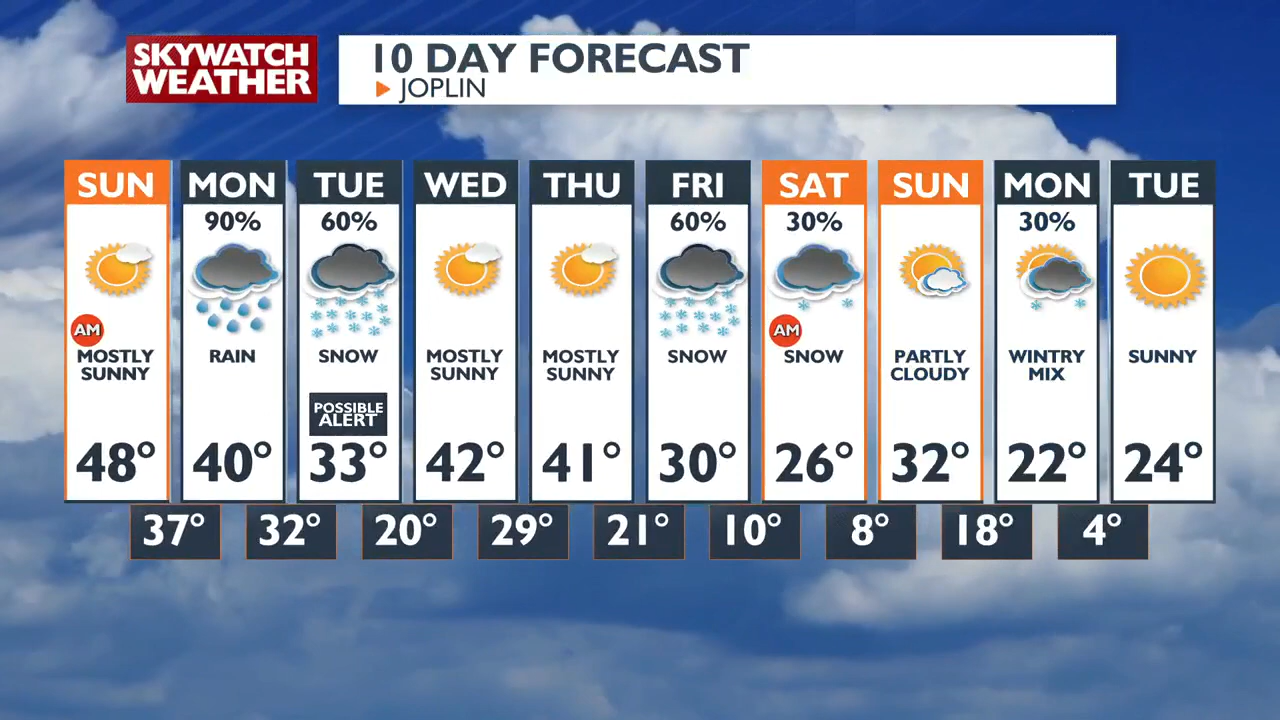 SKYWATCH
WEATHER
10 DAY FORECAST
JOPLIN
SUN
AM
MOSTLY
SUNNY
48°
MON
90%
RAIN
40°
TUE
60%
SNOW
POSSIBLE
ALERT
33°
WED
MOSTLY
SUNNY
42°
THU
MOSTLY
SUNNY
41°
FRI
60%
SNOW
30°
SAT
30%
AM
SNOW
26°
SUN
PARTLY
CLOUDY
32°
MON
30%
WINTRY
MIX
22°
TUE
SUNNY
24°
37° 32° 20° 29° 21° 10° 8° 18° 4°